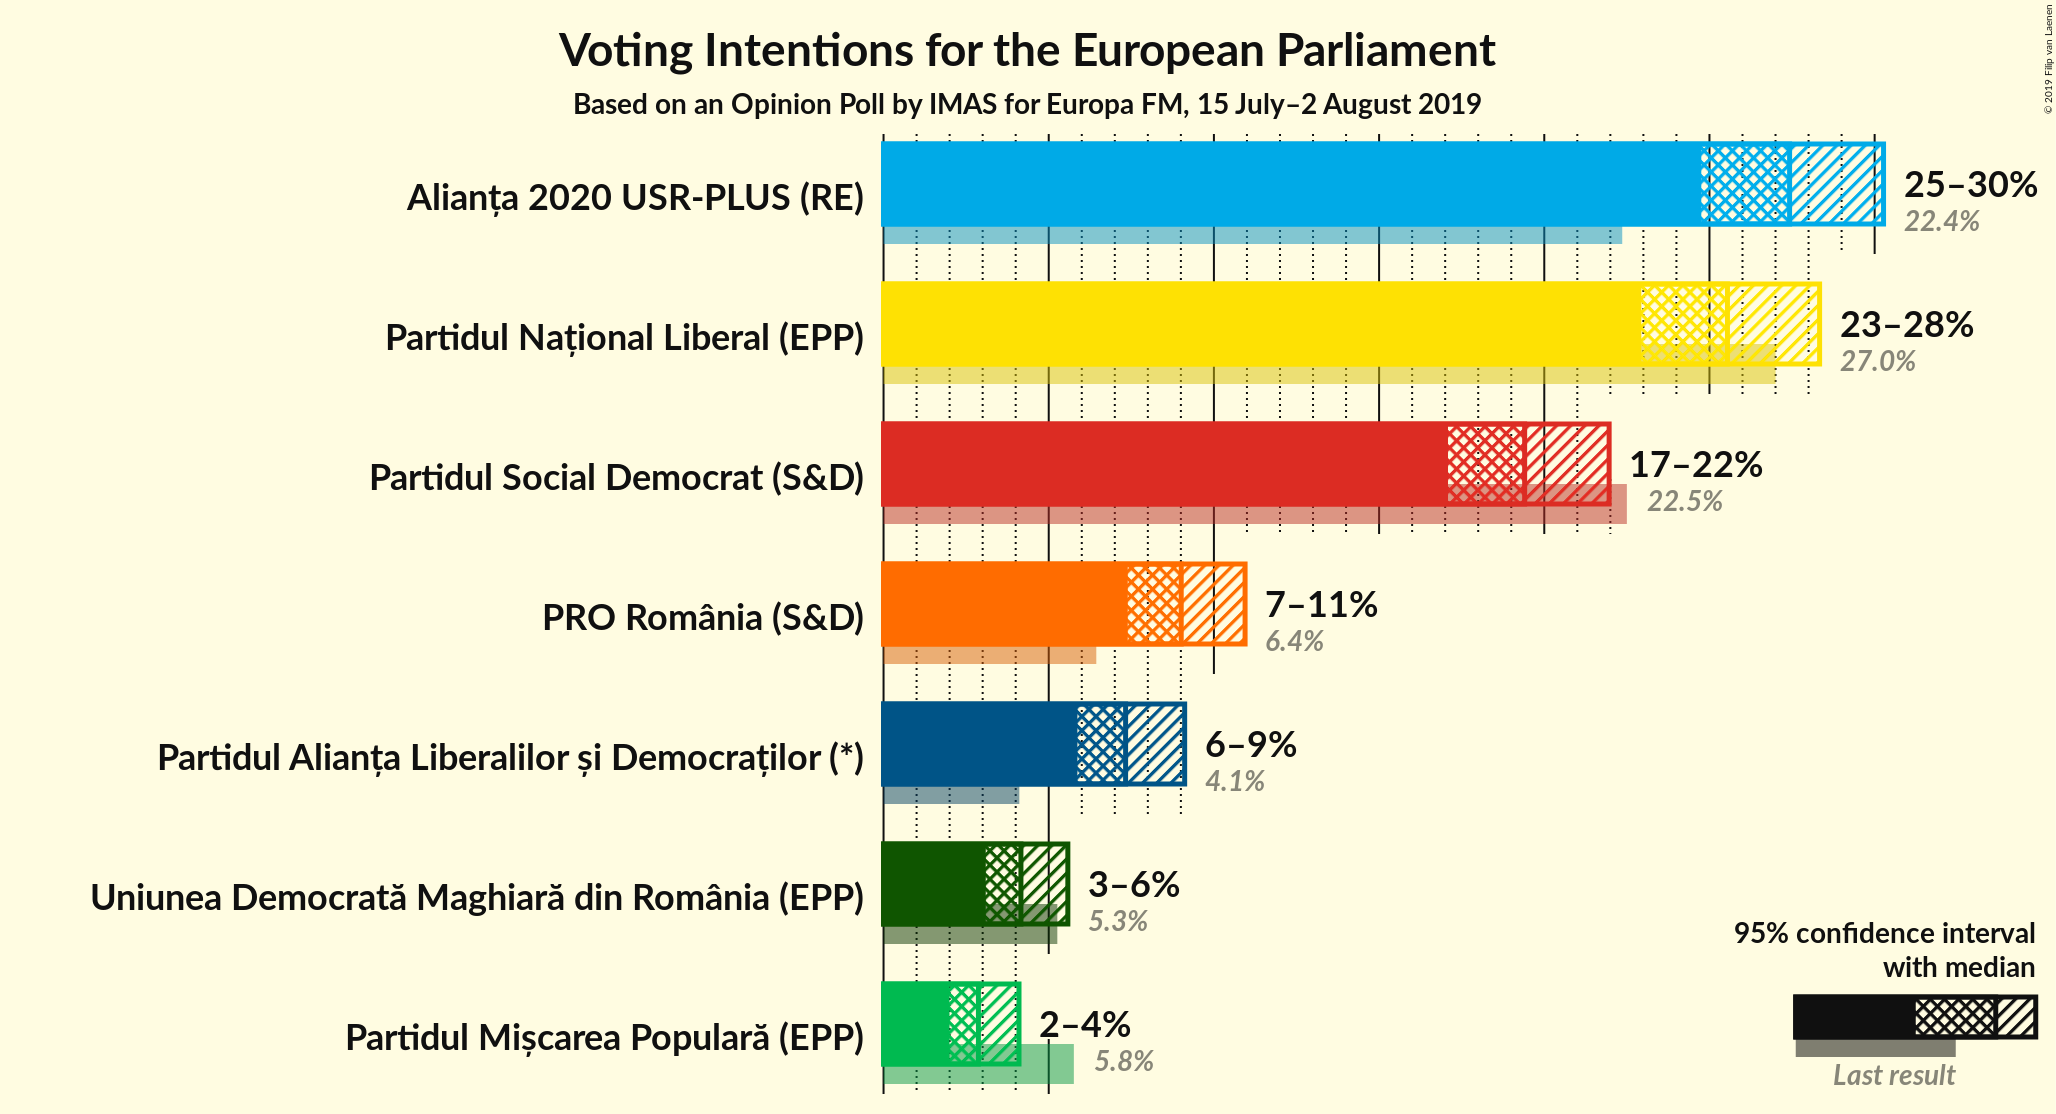 Voting Intentions for the European Parliament
Based on an Opinion Poll by IMAS for Europa FM, 15 July–2 August 2019
© 2019 Filip van Laenen
Alianța 2020 USR-PLUS (RE)
25–30%
22.4%
Partidul Național Liberal (EPP)
23–28%
27.0%
Partidul Social Democrat (S&D)
17–22%
22.5%
PRO România (S&D)
7–11%
6.4%
Partidul Alianța Liberalilor și Democraților (*)
6–9%
4.1%
Uniunea Democrată Maghiară din România (EPP)
3–6%
5.3%
Partidul Mișcarea Populară (EPP)
2–4%
5.8%
95% confidence interval
with median
Last result